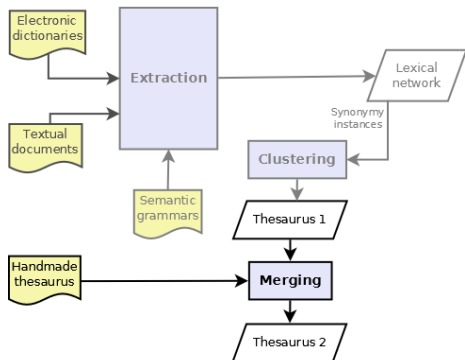 Electronic
dictionaries
Extraction
Lexical
network
Textual
documents
Synonymy
instances
Clustering
Semantic
grammars
Thesaurus 1
Handmade
thesaurus
Merging
Thesaurus 2